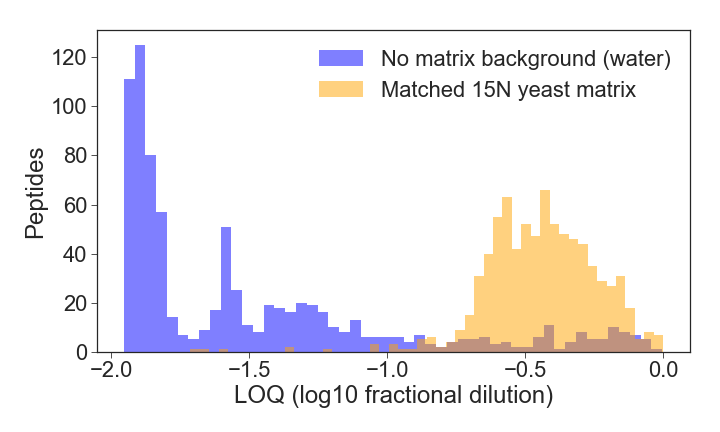 No matrix background (water)
Matched 15N yeast matrix
Peptides
120
100
80
60
40
20
0
−2.0 −1.5 −1.0 −0.5 0.0
LOQ (log10 fractional dilution)